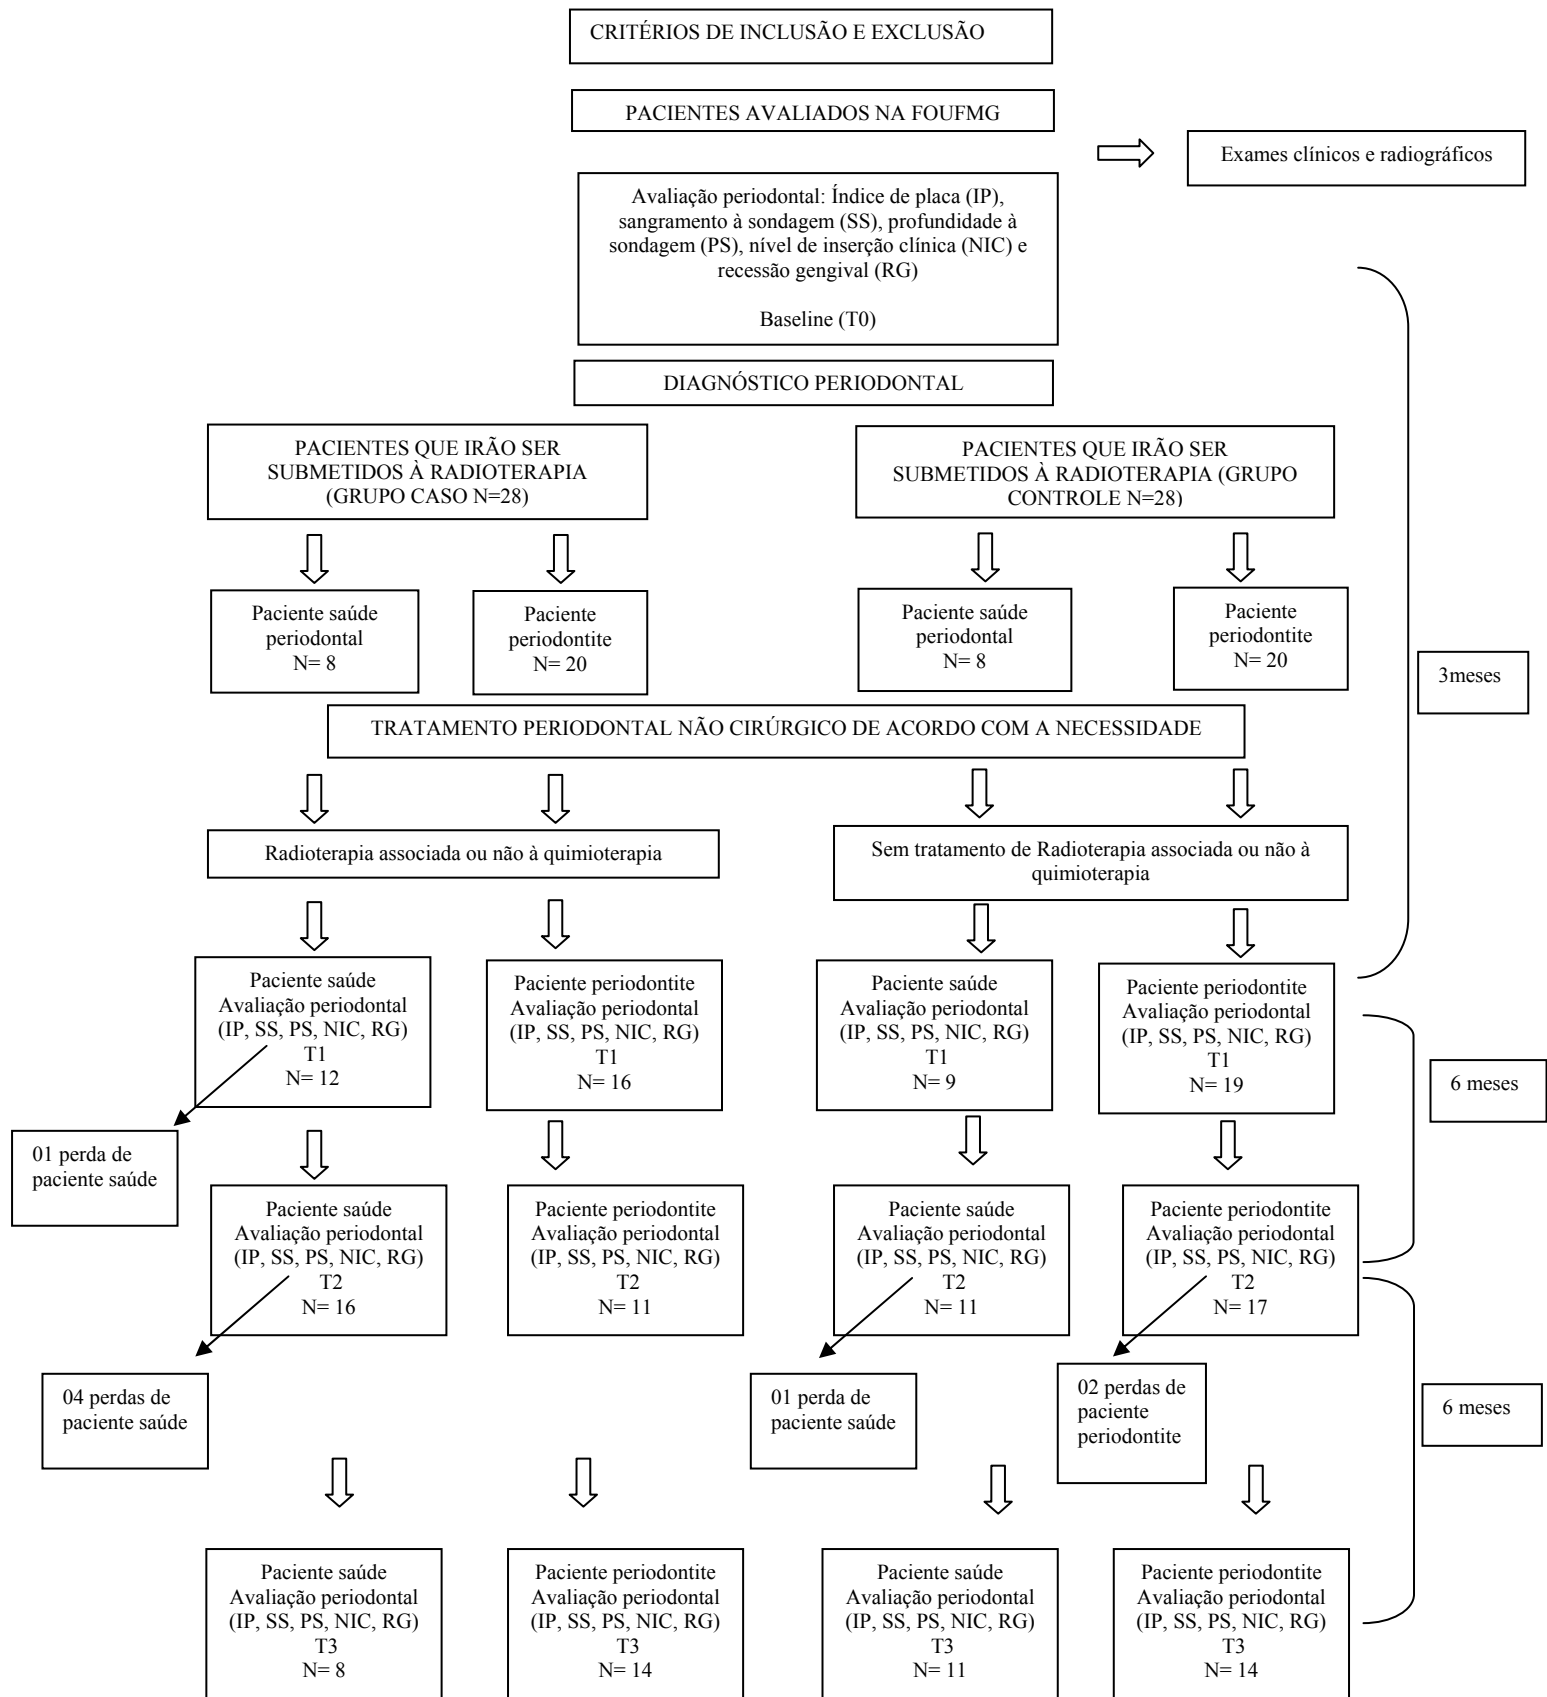 CRITÉRIOS DE INCLUSÃO E EXCLUSÃO
PACIENTES AVALIADOS NA FOUFMG
Exames clínicos e radiográficos
Avaliação periodontal: Índice de placa (IP),
sangramento à sondagem (SS), profundidade à
sondagem (PS), nível de inserção clínica (NIC) e
recessão gengival (RG)
Baseline (T0)
DIAGNÓSTICO PERIODONTAL
PACIENTES QUE IRÃO SER
SUBMETIDOS À RADIOTERAPIA
(GRUPO CASO N=28)
PACIENTES QUE IRÃO SER
SUBMETIDOS À RADIOTERAPIA (GRUPO
CONTROLE N=28)
Paciente saúde
periodontal
N= 8
Paciente
periodontite
N= 20
Paciente saúde
periodontal
N= 8
Paciente
periodontite
N= 20
3meses
TRATAMENTO PERIODONTAL NÃO CIRÚRGICO DE ACORDO COM A NECESSIDADE
Radioterapia associada ou não à quimioterapia
Sem tratamento de Radioterapia associada ou não à
quimioterapia
Paciente saúde
Avaliação periodontal
(IP, SS, PS, NIC, RG)
T1
N= 12
Paciente periodontite
Avaliação periodontal
(IP, SS, PS, NIC, RG)
T1
N= 16
Paciente saúde
Avaliação periodontal
(IP, SS, PS, NIC, RG)
T1
N= 9
Paciente periodontite
Avaliação periodontal
(IP, SS, PS, NIC, RG)
T1
N= 19
6 meses
01 perda de
paciente saúde
Paciente saúde
Avaliação periodontal
(IP, SS, PS, NIC, RG)
T2
N= 16
Paciente periodontite
Avaliação periodontal
(IP, SS, PS, NIC, RG)
T2
N= 11
Paciente saúde
Avaliação periodontal
(IP, SS, PS, NIC, RG)
T2
N= 11
Paciente periodontite
Avaliação periodontal
(IP, SS, PS, NIC, RG)
T2
N= 17
04 perdas de
paciente saúde
01 perda de
paciente saúde
02 perdas de
paciente
periodontite
6 meses
Paciente saúde
Avaliação periodontal
(IP, SS, PS, NIC, RG)
T3
N= 8
Paciente periodontite
Avaliação periodontal
(IP, SS, PS, NIC, RG)
T3
N= 14
Paciente saúde
Avaliação periodontal
(IP, SS, PS, NIC, RG)
T3
N= 11
Paciente periodontite
Avaliação periodontal
(IP, SS, PS, NIC, RG)
T3
N= 14